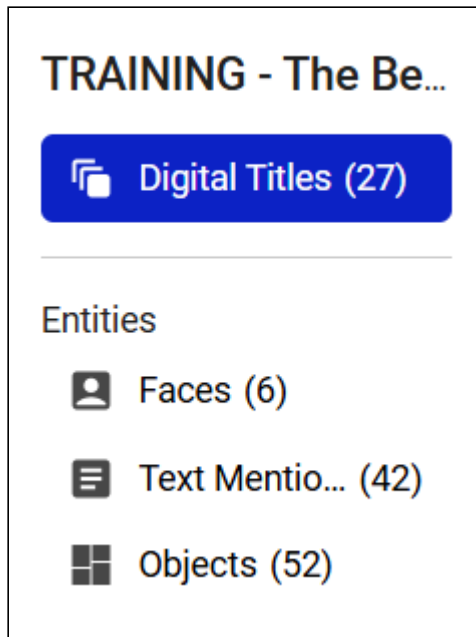 TRAINING - The Be...
Digital Titles (27)
Entities
Faces (6)
Text Mentio... (42)
Objects (52)